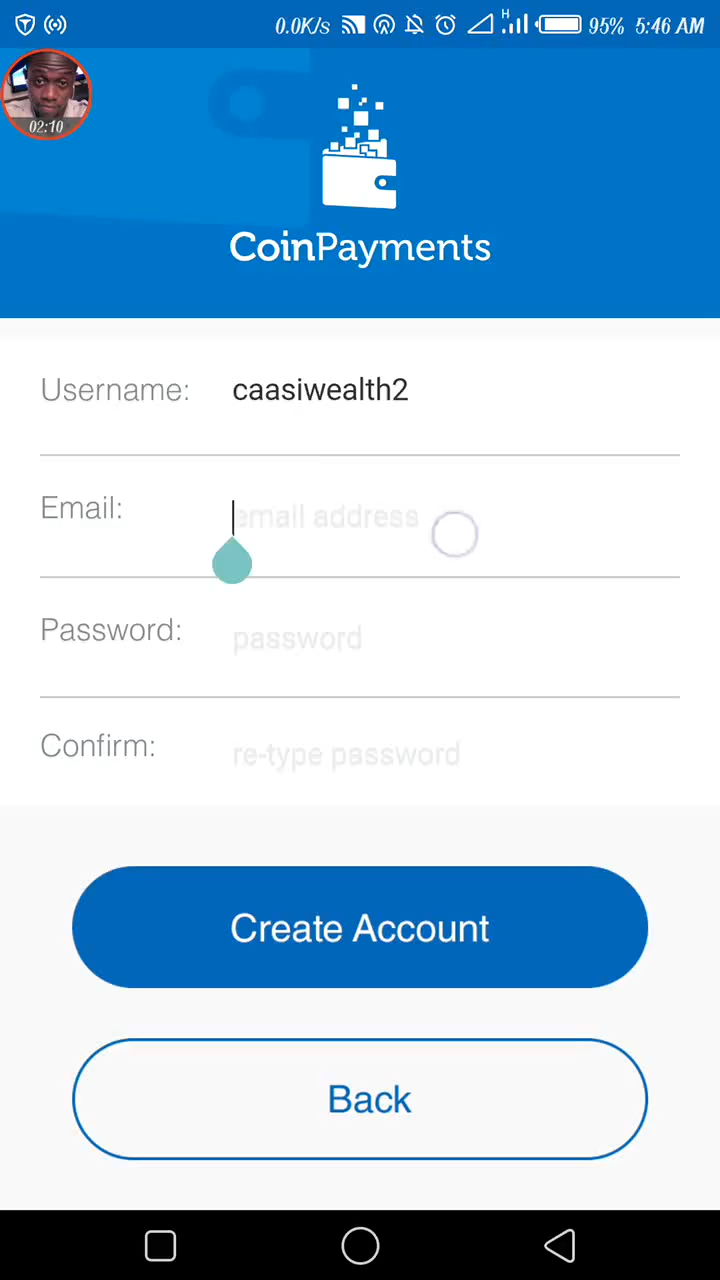 0.0K/s H 95% 5:46 AM
02:10
CoinPayments
Username: caasiwealth2
Email: email address
Password: password
Confirm: re-type password
Create Account
Back